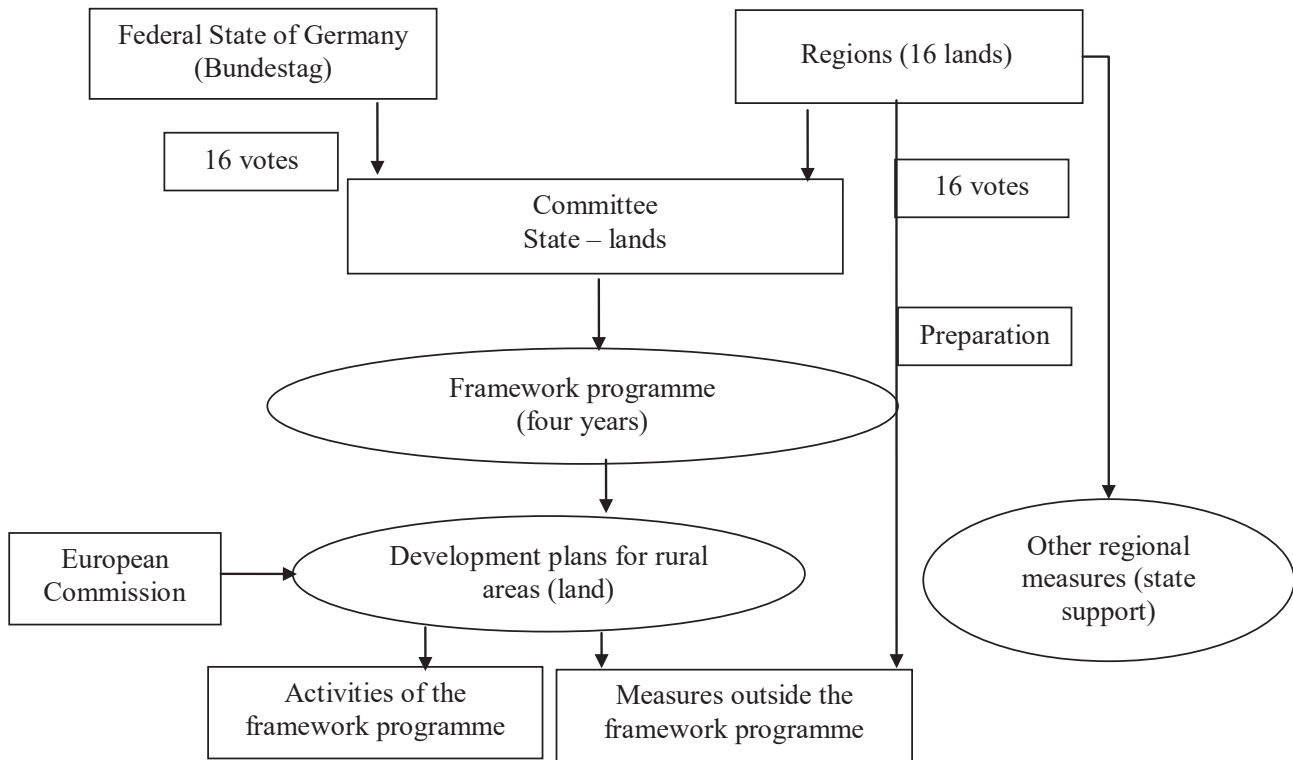 Federal State of Germany
(Bundestag)
Regions (16 lands)
16 votes
16 votes
Committee
State – lands
Preparation
Framework programme
(four years)
European
Commission
Development plans for rural
areas (land)
Other regional
measures (state
support)
Activities of the
framework programme
Measures outside the
framework programme